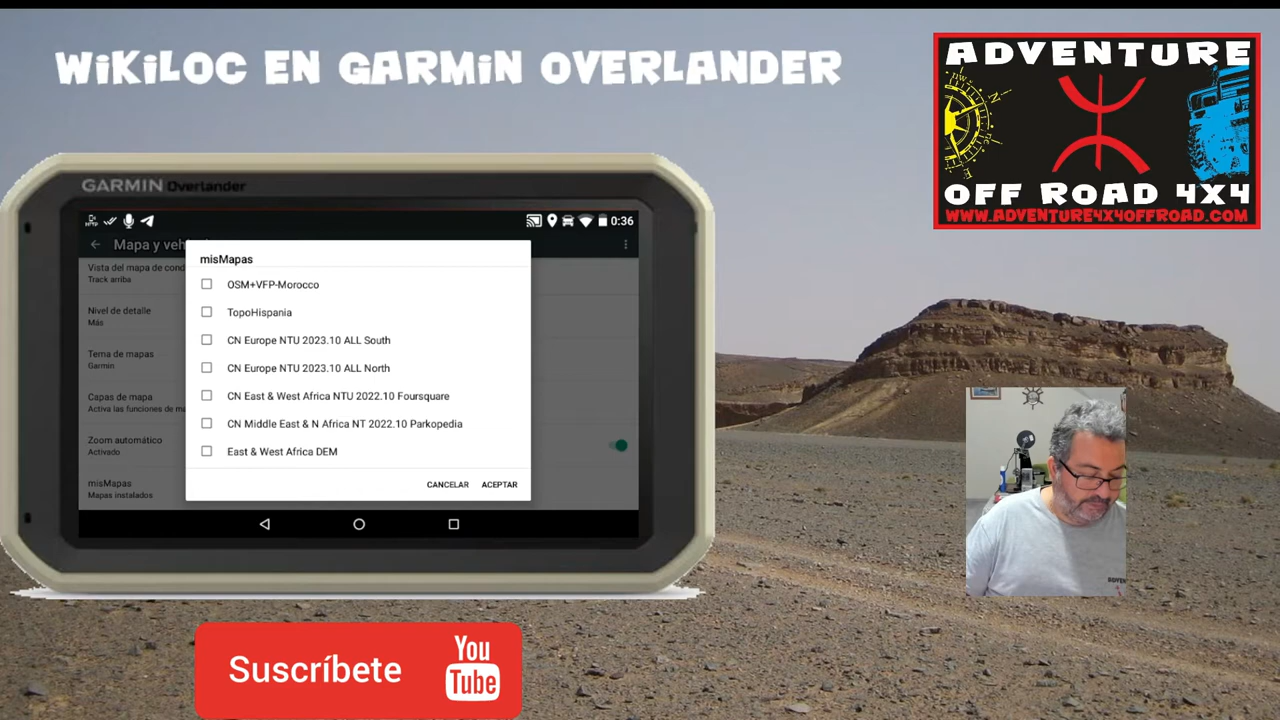 WIKILOC EN GARMIN OVERLANDER
ADVENTURE
N
OFF ROAD 4X4
WWW.ADVENTURE4X4OFFROAD.COM
GARMIN Overlander
0:36
Mapa y veh
misMapas
Vista del mapa de cond
Track arriba
OSM+VFP-Morocco
Nivel de detalle
Más
TopoHispania
CN Europe NTU 2023.10 ALL South
Tema de mapas
Garmin
CN Europe NTU 2023.10 ALL North
Capas de mapa
Activa las funciones de ma
CN East & West Africa NTU 2022.10 Foursquare
CN Middle East & N Africa NT 2022.10 Parkopedia
Zoom automático
Activado
East & West Africa DEM
misMapas
Mapas instalados
CANCELAR ACEPTAR
Suscríbete
You
Tube